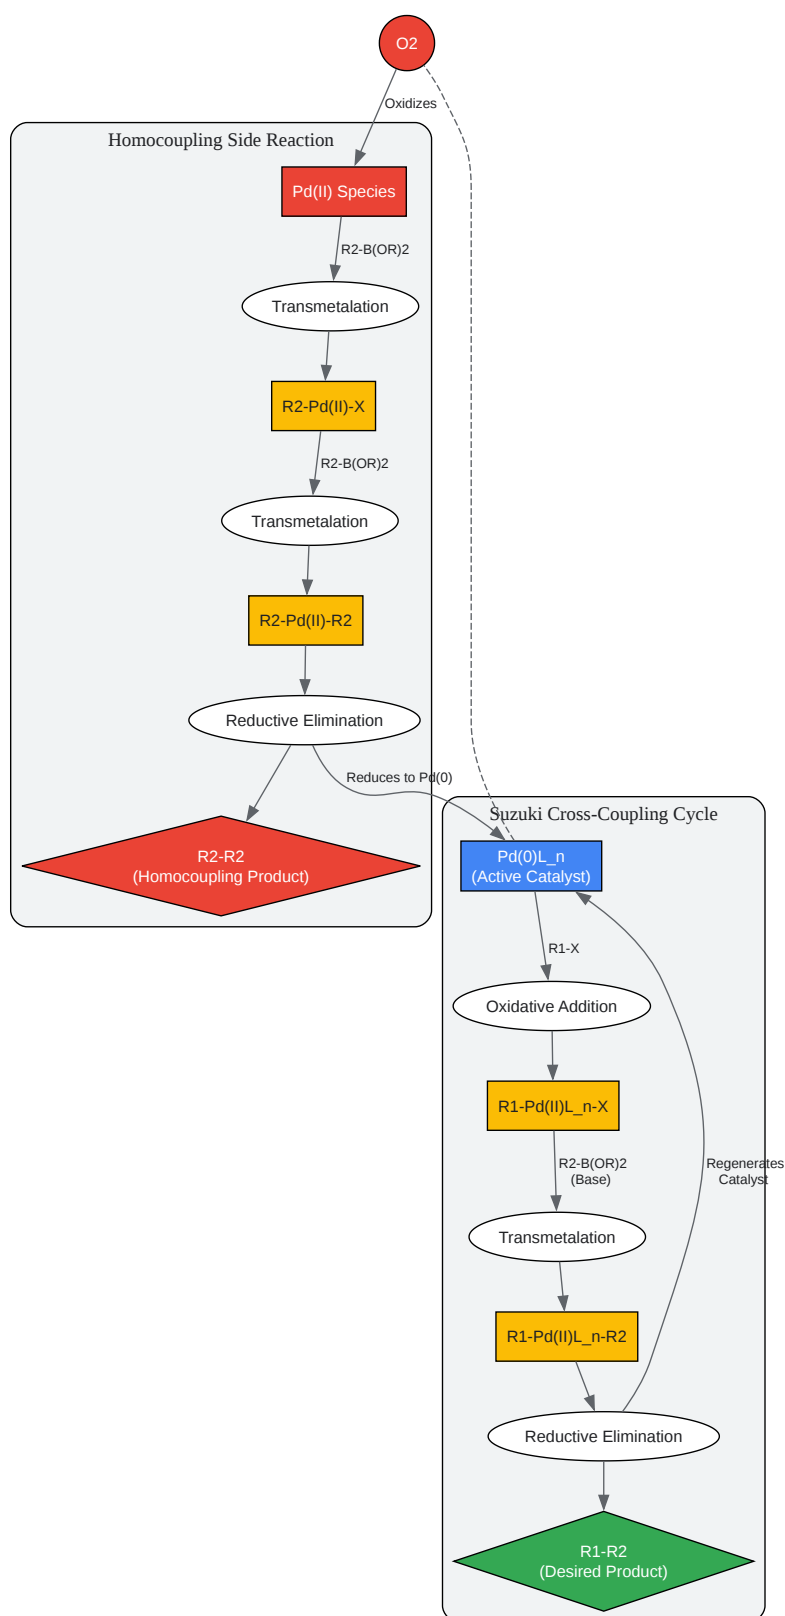 O2
Oxidizes
Homocoupling Side Reaction
Pd(II) Species
R2-B(OR)2
Transmetalation
R2-Pd(II)-X
R2-B(OR)2
Transmetalation
R2-Pd(II)-R2
Reductive Elimination
Reduces to Pd(0)
R2-R2
(Homocoupling Product)
Suzuki Cross-Coupling Cycle
Pd(0)L_n
(Active Catalyst)
R1-X
Oxidative Addition
R1-Pd(II)L_n-X
R2-B(OR)2
(Base)
Regenerates
Catalyst
Transmetalation
R1-Pd(II)L_n-R2
Reductive Elimination
R1-R2
(Desired Product)